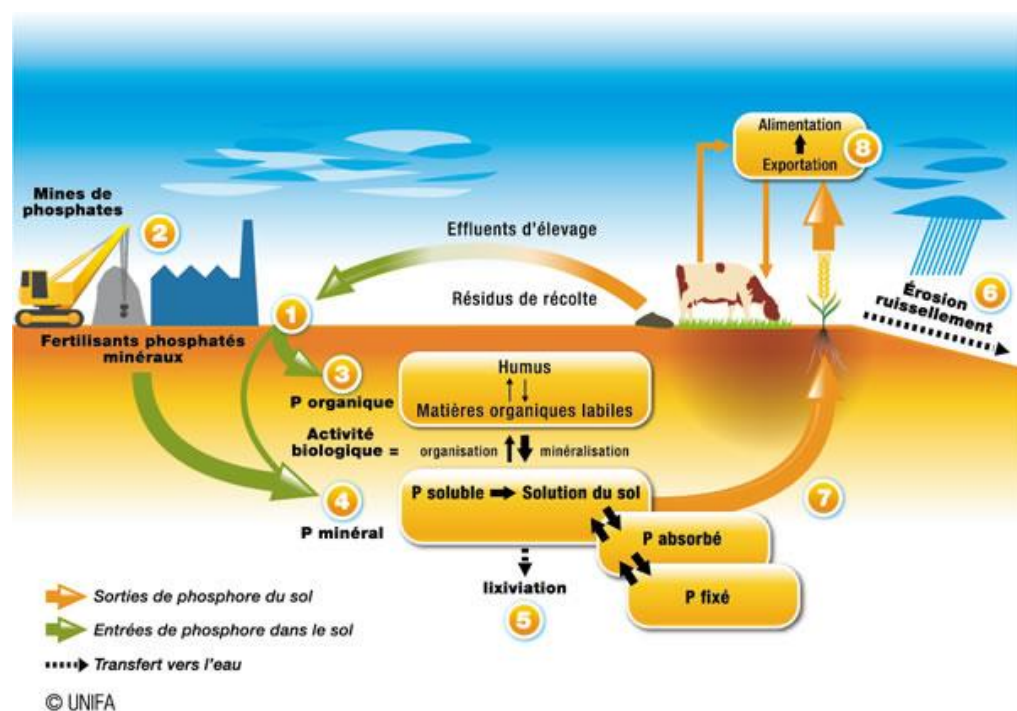 Alimentation
Exportation
8
Mines de
phosphates
2
Effluents d'élevage
Résidus de récolte
Érosion
ruissellement
6
1
Fertilisants phosphatés
minéraux
3
P organique
Humus
Matières organiques labiles
Activité
biologique =
organisation
minéralisation
4
P minéral
P soluble
Solution du sol
7
P absorbé
P fixé
lixiviation
5
Sorties de phosphore du sol
Entrées de phosphore dans le sol
Transfert vers l'eau
© UNIFA